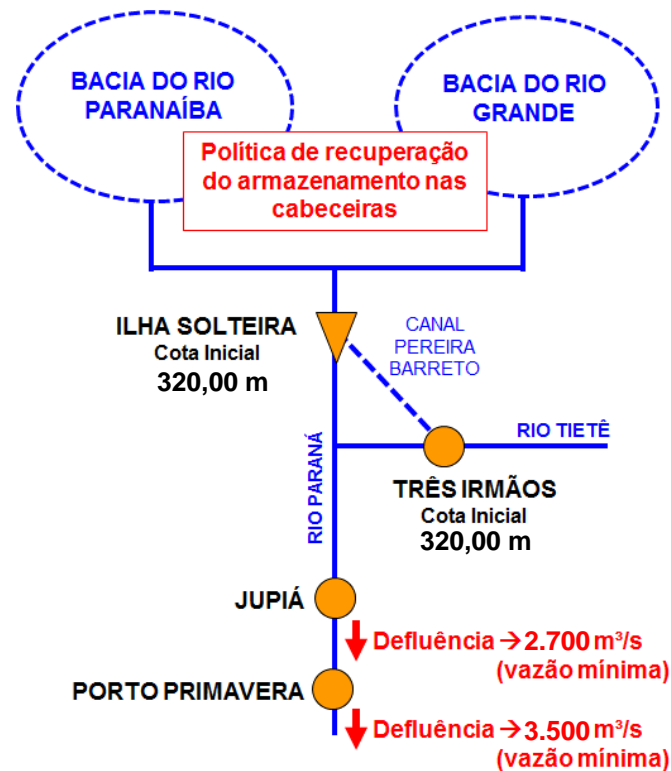 BACIA DO RIO
PARANAÍBA
BACIA DO RIO
GRANDE
Política de recuperação
do armazenamento nas
cabeceiras
ILHA SOLTEIRA
Cota Inicial
320,00 m
CANAL
PEREIRA
BARRETO
RIO TIETÊ
RIO PARANÁ
TRÊS IRMÃOS
Cota Inicial
320,00 m
JUPIÁ
Defluência → 2.700 m³/s
(vazão mínima)
PORTO PRIMAVERA
Defluência → 3.500 m³/s
(vazão mínima)